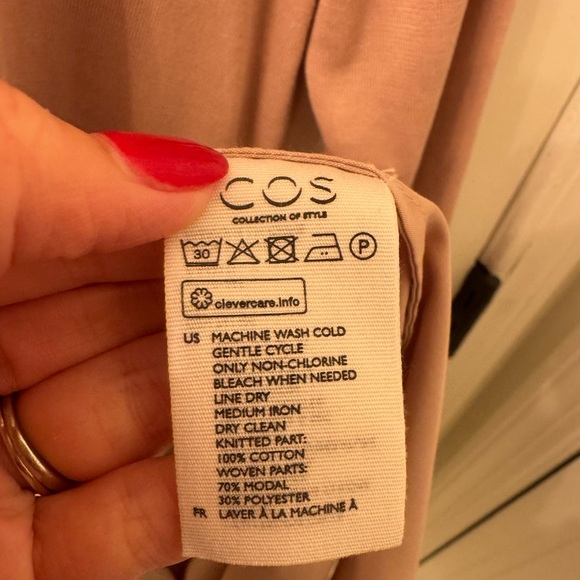 COS
COLLECTION OF STYLE
30 P
clevercare.info
US MACHINE WASH COLD
GENTLE CYCLE
ONLY NON-CHLORINE
BLEACH WHEN NEEDED
LINE DRY
MEDIUM IRON
DRY CLEAN
KNITTED PART:
100% COTTON
WOVEN PARTS:
70% MODAL
30% POLYESTER
FR LAVER À LA MACHINE À